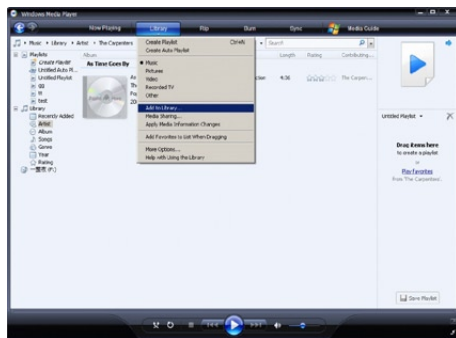 Windows Media Player
Now Playing Library Rip Burn Sync Media Guide
Music ▸ Library ▸ Artist ▸ The Carpenters
Search
Create Playlist Ctrl+N
Create Auto Playlist
Music
Pictures
Video
Recorded TV
Other
Add to Library...
Media Sharing...
Apply Media Information Changes
Add Favorites to List When Dragging
More Options...
Help with Using the Library
Playlists
Create Playlist
Untitled Auto Pl...
Untitled Playlist
test
Library
Recently Added
Artist
Album
Songs
Genre
Year
Rating
Album
Length Rating Contributing...
As Time Goes By
4:36 The Carpen...
Untitled Playlist
Drag items here
to create a playlist
or
Play favorites
from 'The Carpenters'.
Save Playlist